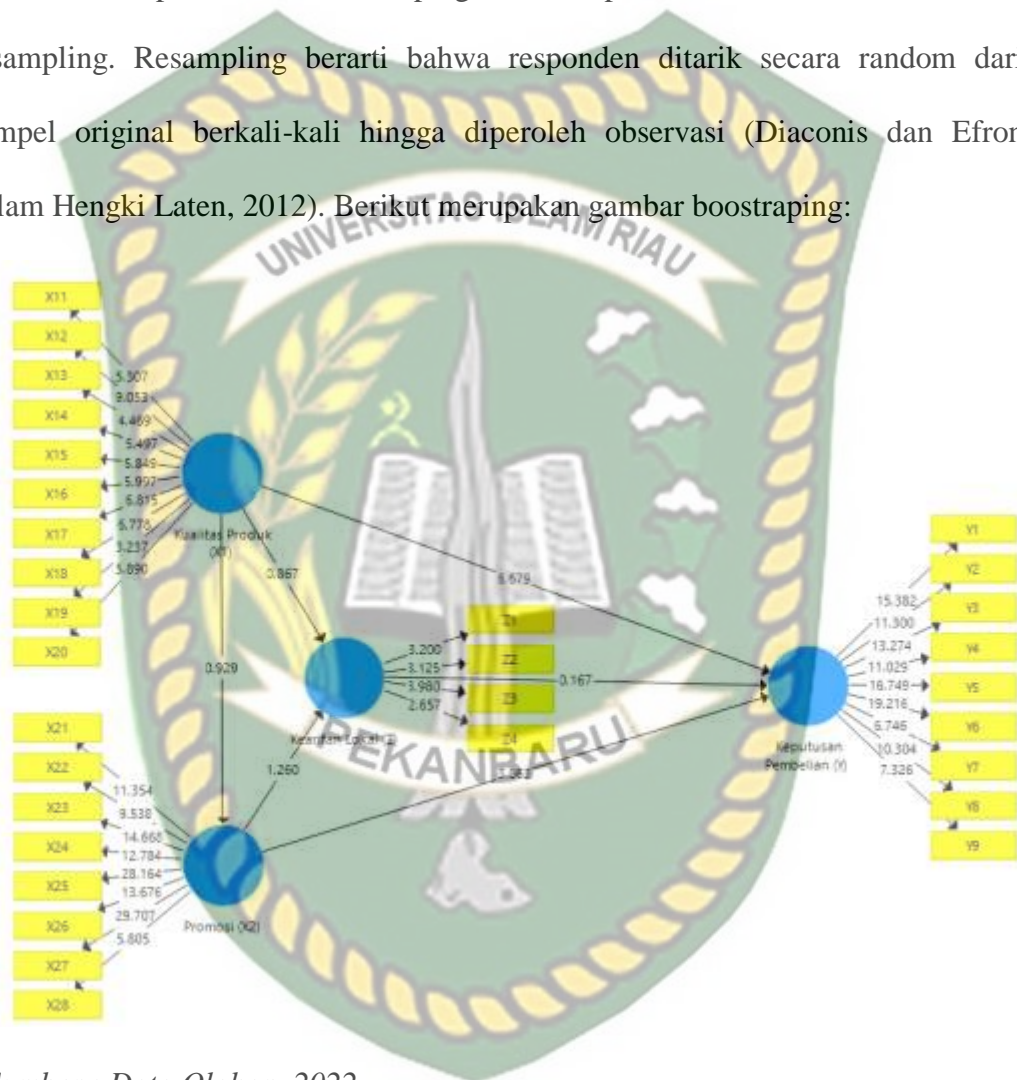 sampling. Resampling berarti bahwa responden ditarik secara random dari
mpel original berkali-kali hingga diperoleh observasi (Diaconis dan Efron
lam Hengki Laten, 2012). Berikut merupakan gambar boostraping:
UNIVERSITAS ISLAM RIAU
X11
X12
X13
X14
X15
X16
X17
X18
X19
X20
5.307
9.053
4.469
5.497
5.849
5.997
6.815
6.778
3.237
5.890
Kualitas Produk
(X1)
0.867
6.679
0.929
Z1
Z2
Z3
Z4
3.200
3.125
3.980
2.657
0.167
Keputusan
Pembelian (Y)
Y1
Y2
Y3
Y4
Y5
Y6
Y7
Y8
Y9
15.382
11.300
13.274
11.029
16.749
19.216
6.746
10.304
7.326
PEKANBARU
1.260
X21
X22
X23
X24
X25
X26
X27
X28
11.354
9.538
14.668
12.784
28.164
13.676
29.707
5.805
Promosi (X2)